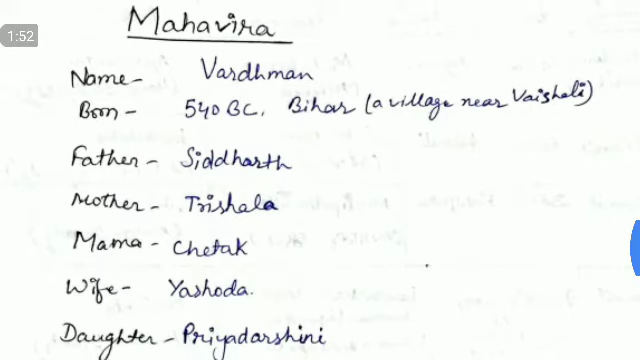 Mahavira
1:52
Name- Vardhman
Born - 540 BC, Bihar (a village near Vaishali)
Father - Siddharth
Mother - Trishala
Mama - Chetak
Wife - Yashoda.
Daughter - Priyadarshini